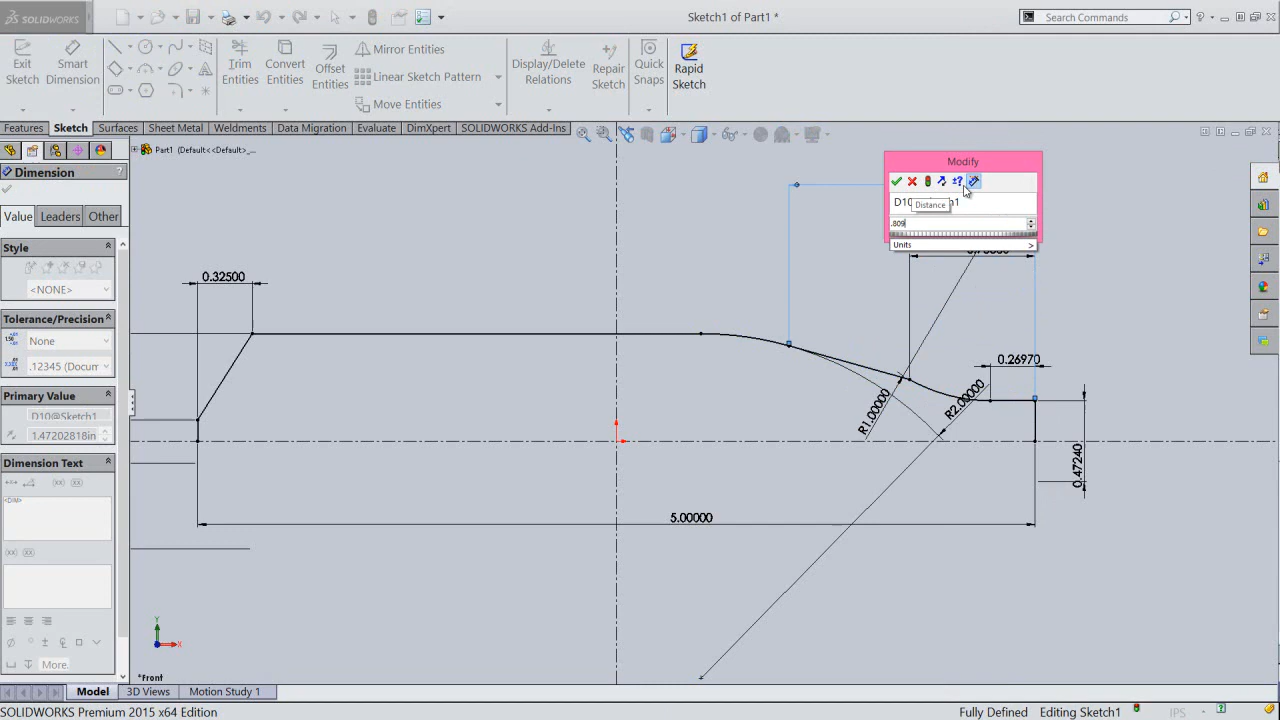 SOLIDWORKS
Sketch1 of Part1 *
Search Commands
Exit Sketch
Smart Dimension
Trim Entities
Convert Entities
Offset Entities
Mirror Entities
Linear Sketch Pattern
Move Entities
Display/Delete Relations
Repair Sketch
Quick Snaps
Rapid Sketch
Features
Sketch
Surfaces
Sheet Metal
Weldments
Data Migration
Evaluate
DimXpert
SOLIDWORKS Add-Ins
Part1 (Default<<Default>_...
Dimension
?
Value
Leaders
Other
Style
<NONE>
Tolerance/Precision
None
.12345 (Docum
Primary Value
D10@Sketch1
1.47202818in
Dimension Text
<DIM>
More...
Modify
Distance
.809
Units
>
0.32500
0.26970
R1.00000
R2.00000
0.47240
5.00000
Y
X
*Front
Model
3D Views
Motion Study 1
SOLIDWORKS Premium 2015 x64 Edition
Fully Defined
Editing Sketch1
IPS